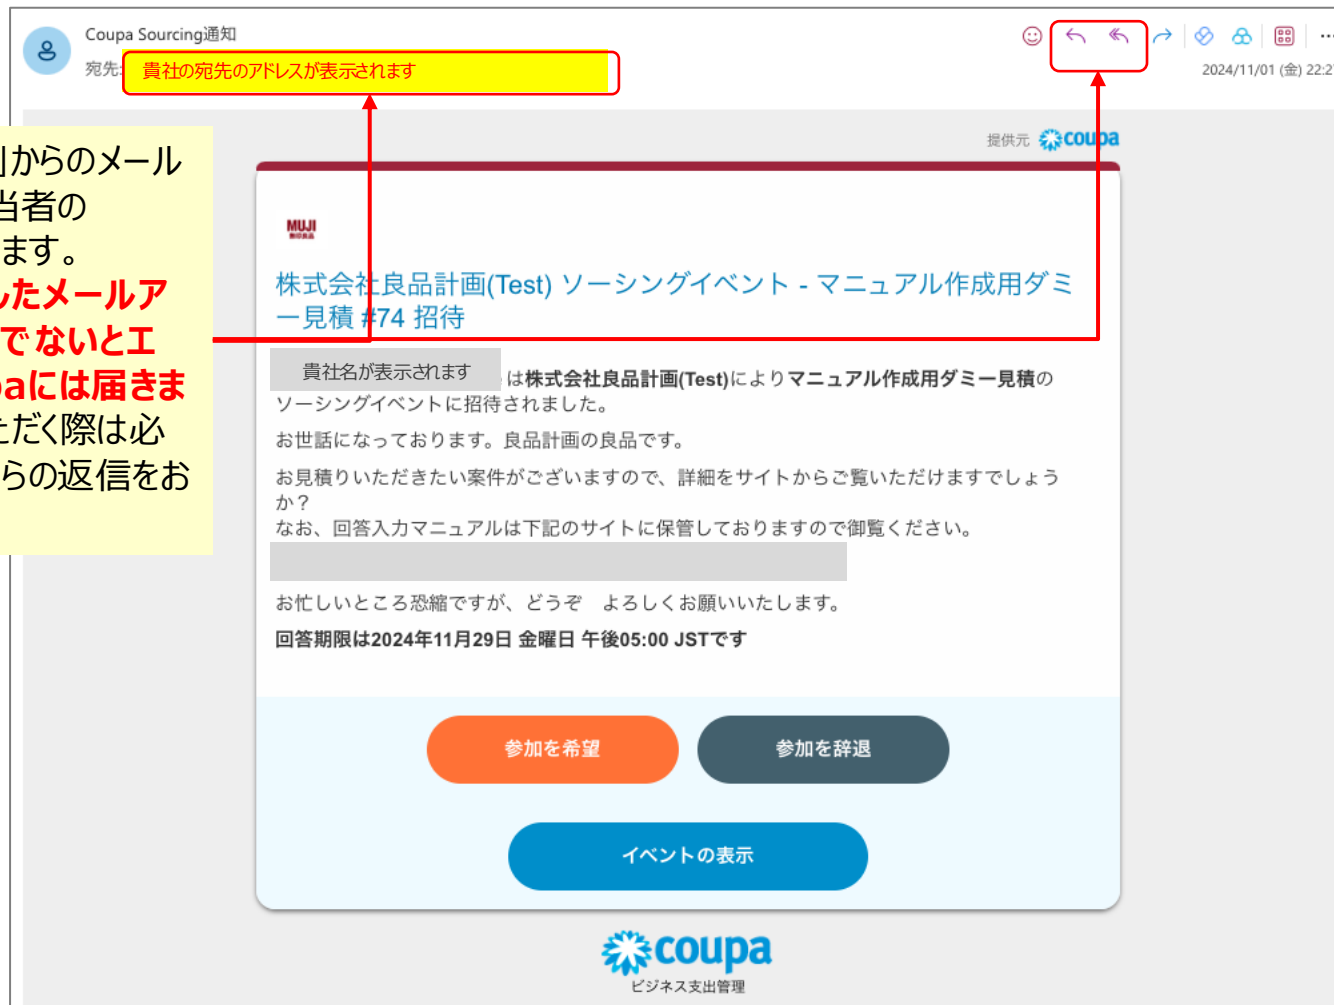 Coupa Sourcing通知
宛先:
貴社の宛先のアドレスが表示されます
2024/11/01 (金) 22:2
提供元 coupa
からのメール
当者の
ます。
したメールア
でないとエ
paには届きま
ただく際は必
らの返信をお
MUJI
無印良品
株式会社良品計画(Test) ソーシングイベント - マニュアル作成用ダミ
ー見積 #74 招待
貴社名が表示されます
は株式会社良品計画(Test)によりマニュアル作成用ダミー見積の
ソーシングイベントに招待されました。
お世話になっております。良品計画の良品です。
お見積りいただきたい案件がございますので、詳細をサイトからご覧いただけますでしょう
か？
なお、回答入力マニュアルは下記のサイトに保管しておりますので御覧ください。
お忙しいところ恐縮ですが、どうぞ　よろしくお願いいたします。
回答期限は2024年11月29日 金曜日 午後05:00 JSTです
参加を希望
参加を辞退
イベントの表示
coupa
ビジネス支出管理